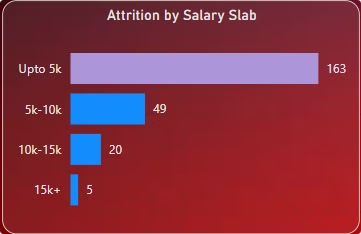 Attrition by Salary Slab
Upto 5k 163
5k-10k 49
10k-15k 20
15k+ 5